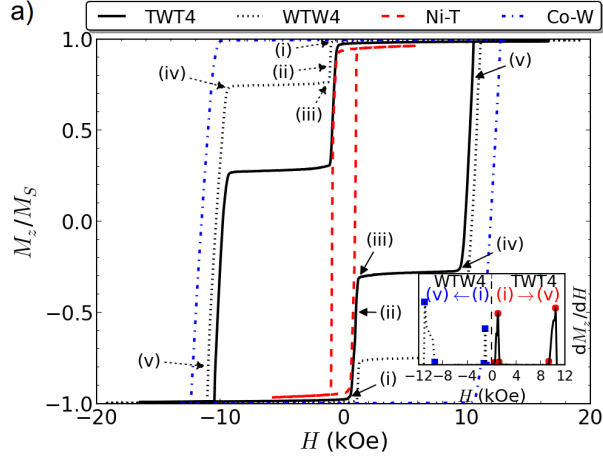 a)
TWT4 WTW4 Ni-T Co-W
1.0
0.5
0.0
−0.5
−1.0
M_z/M_S
−20 −10 0 10 20
H (kOe)
(i)
(ii)
(iii)
(iv)
(v)
(v)
(iii)
(iv)
(ii)
(i)
(v)
WTW4 TWT4
(v) ←(i) (i) →(v)
dM_z/dH
−12 −8 −4 0 4 8 12
H (kOe)